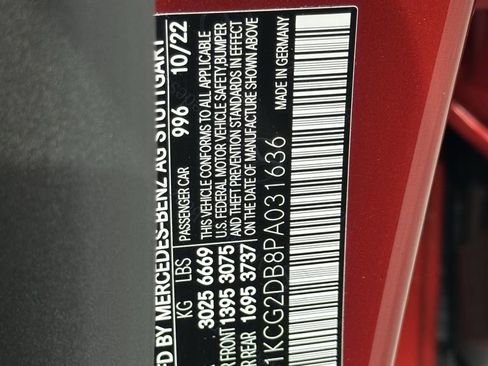 FD BY MERCEDES-BENZ AG STUTTGART
PASSENGER CAR 996 10/22
KG LBS
3025 6669
R FRONT 1395 3075
R REAR 1695 3737
THIS VEHICLE CONFORMS TO ALL APPLICABLE
U.S. FEDERAL MOTOR VEHICLE SAFETY,BUMPER
AND THEFT PREVENTION STANDARDS IN EFFECT
ON THE DATE OF MANUFACTURE SHOWN ABOVE
1KCG2DB8PA031636
MADE IN GERMANY